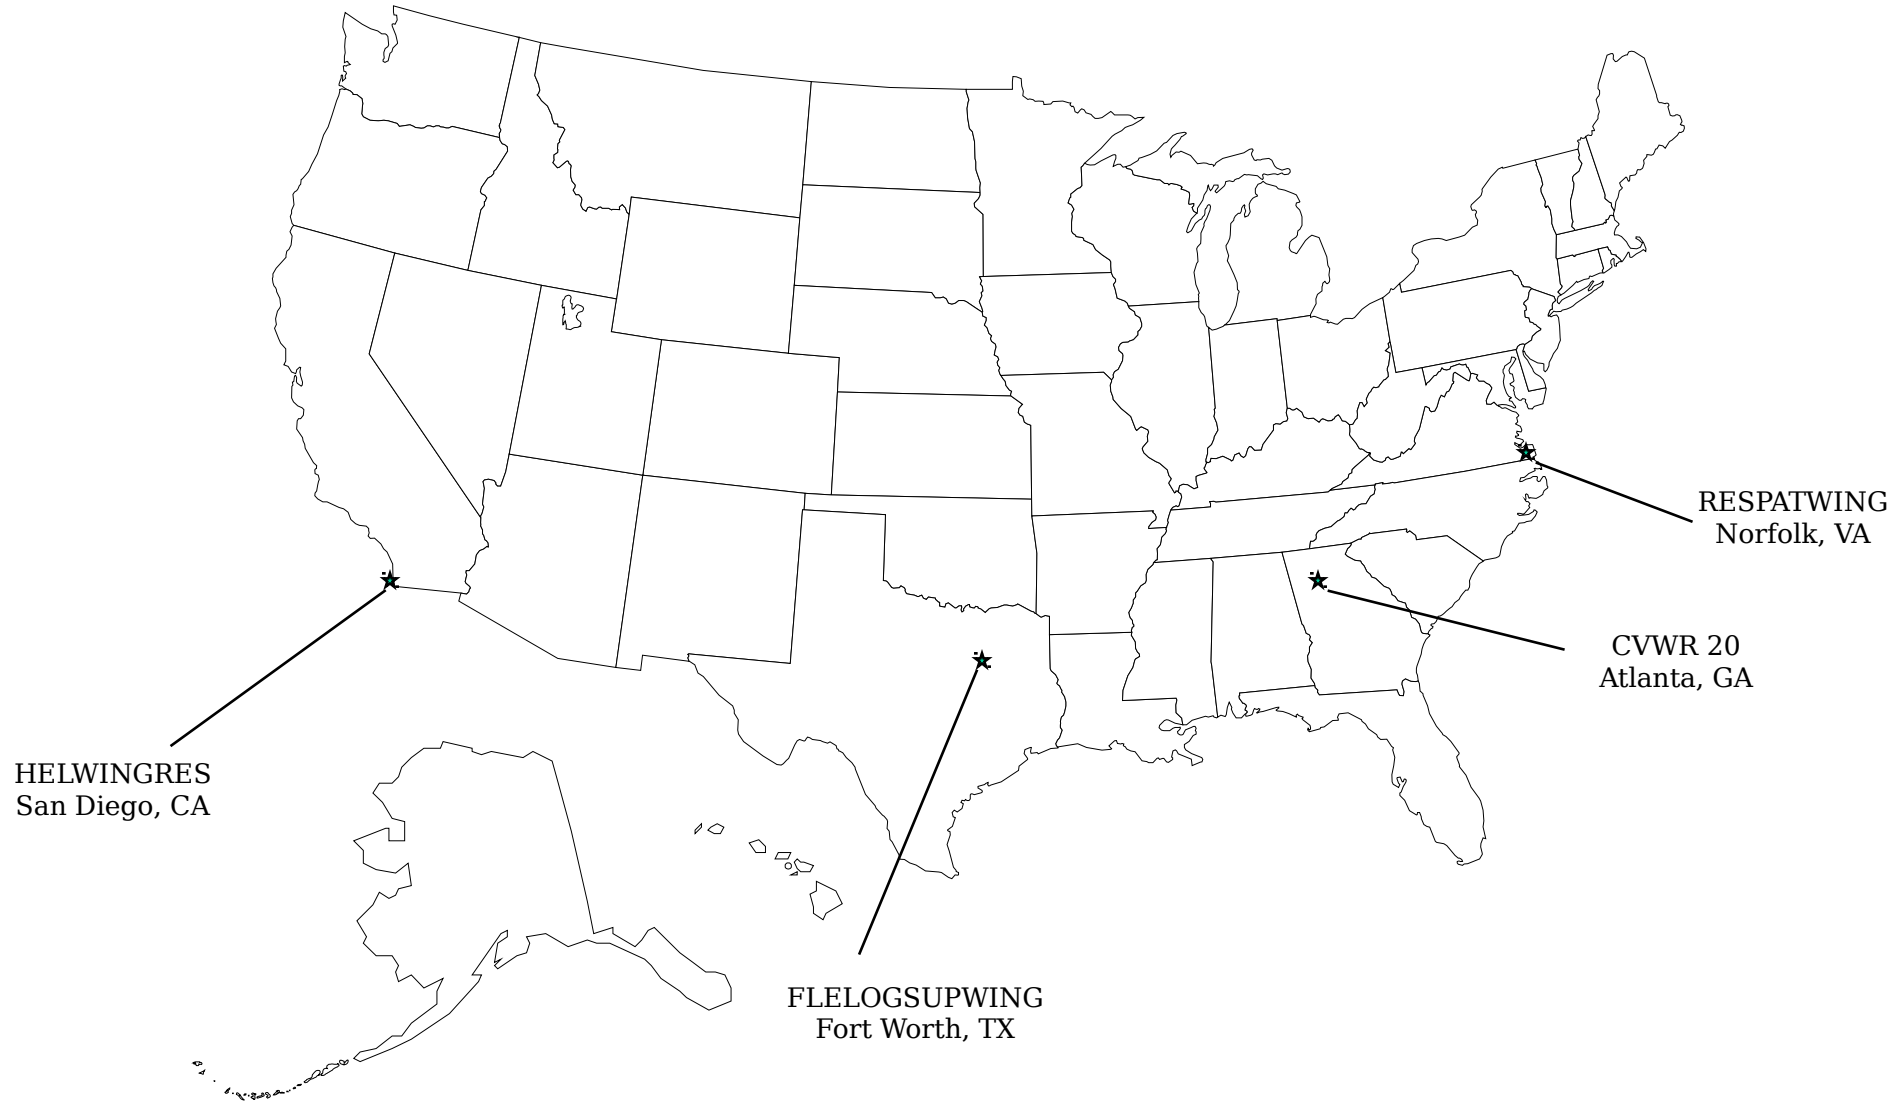 RESPATWING
Norfolk, VA
CVWR 20
Atlanta, GA
HELWINGRES
San Diego, CA
FLELOGSUPWING
Fort Worth, TX